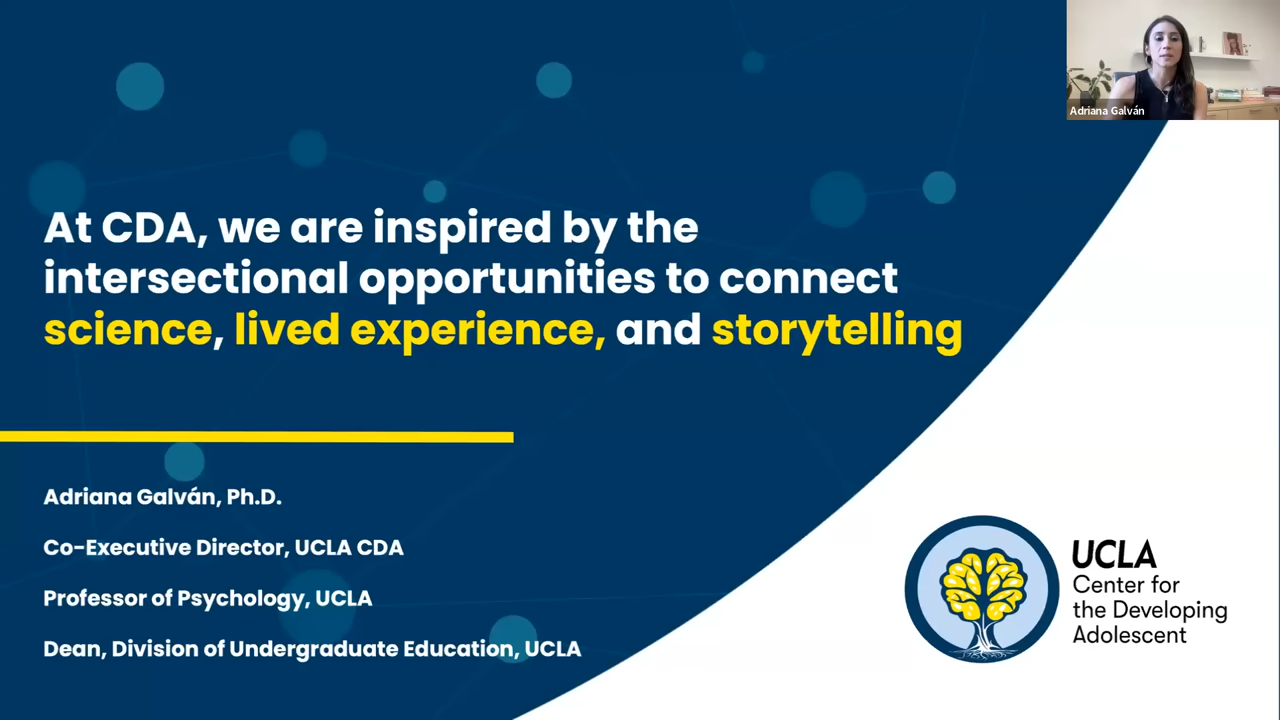 Adriana Galván
At CDA, we are inspired by the
intersectional opportunities to connect
science, lived experience, and storytelling
Adriana Galván, Ph.D.
Co-Executive Director, UCLA CDA
Professor of Psychology, UCLA
Dean, Division of Undergraduate Education, UCLA
UCLA
Center for
the Developing
Adolescent